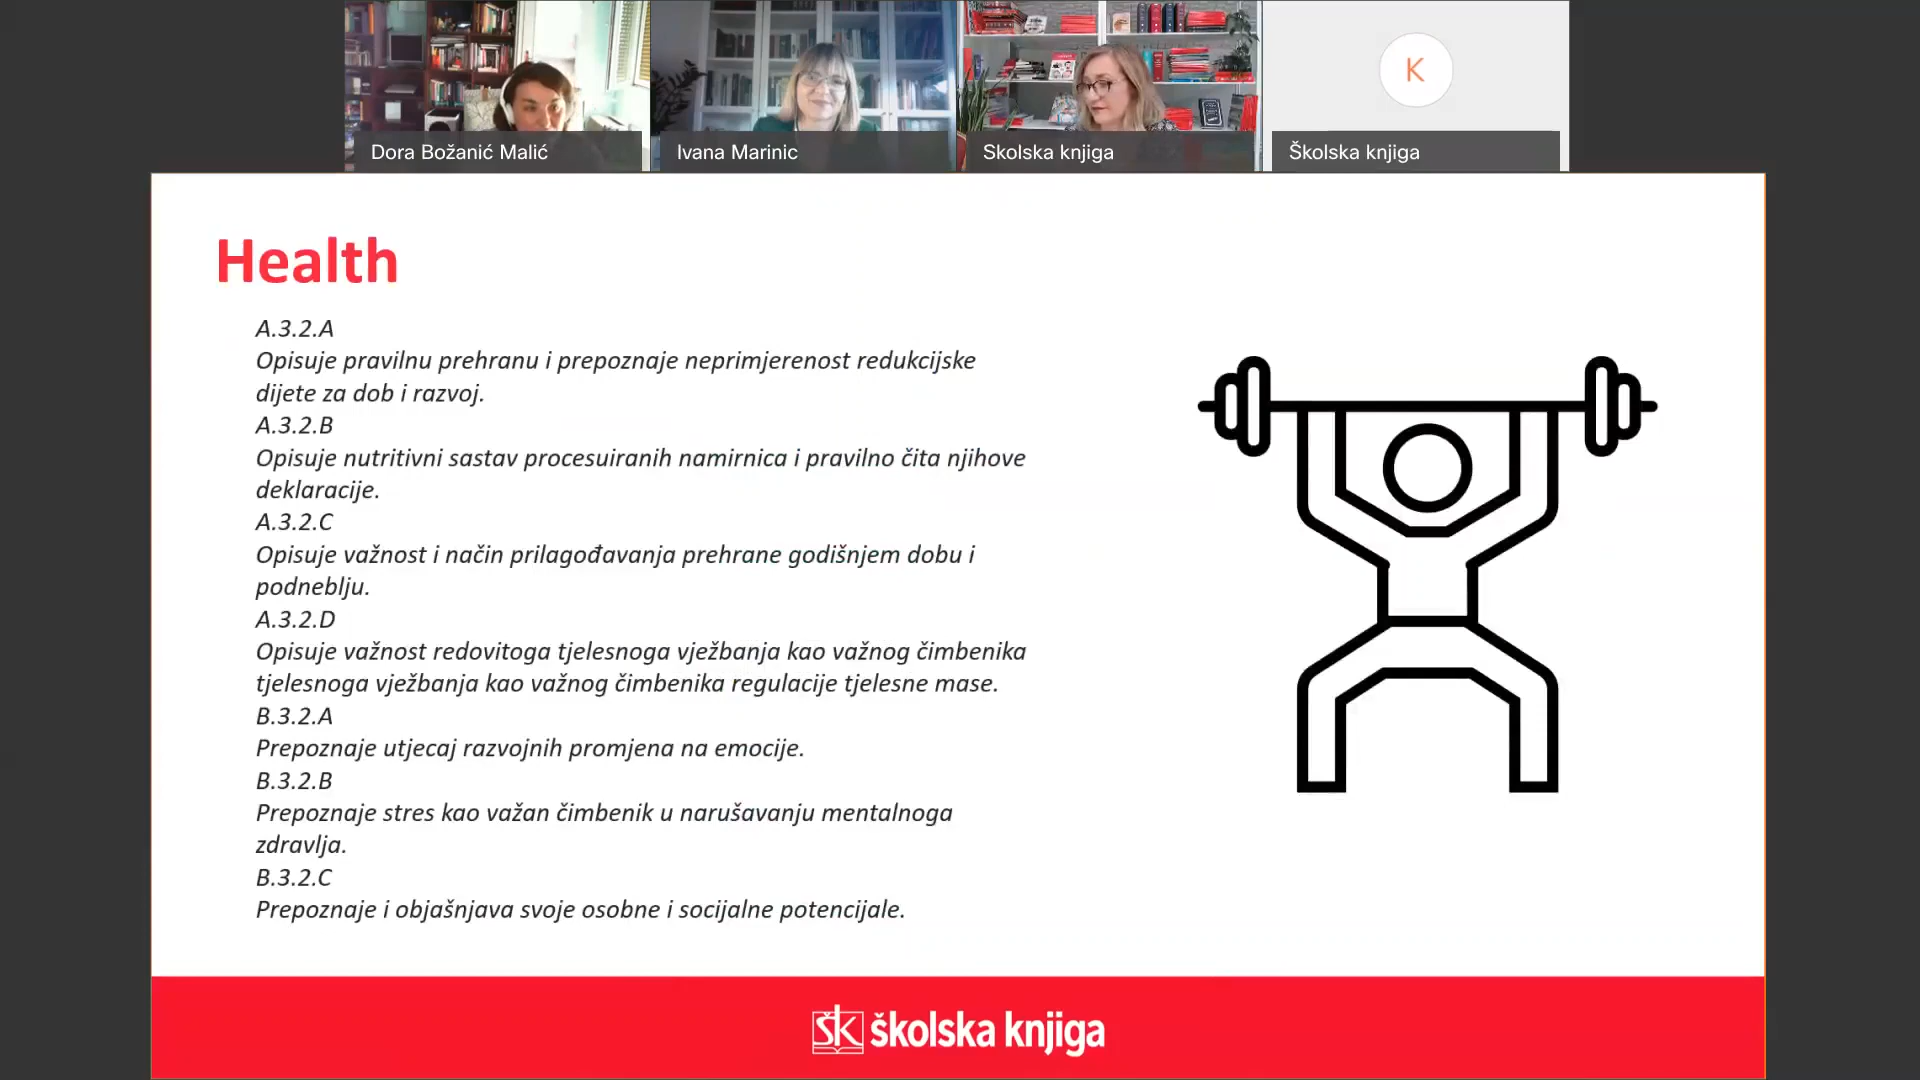 Dora Božanić Malić
Ivana Marinic
Skolska knjiga
K
Školska knjiga
Health
A.3.2.A
Opisuje pravilnu prehranu i prepoznaje neprimjerenost redukcijske
dijete za dob i razvoj.
A.3.2.B
Opisuje nutritivni sastav procesuiranih namirnica i pravilno čita njihove
deklaracije.
A.3.2.C
Opisuje važnost i način prilagođavanja prehrane godišnjem dobu i
podneblju.
A.3.2.D
Opisuje važnost redovitoga tjelesnoga vježbanja kao važnog čimbenika
tjelesnoga vježbanja kao važnog čimbenika regulacije tjelesne mase.
B.3.2.A
Prepoznaje utjecaj razvojnih promjena na emocije.
B.3.2.B
Prepoznaje stres kao važan čimbenik u narušavanju mentalnoga
zdravlja.
B.3.2.C
Prepoznaje i objašnjava svoje osobne i socijalne potencijale.
ŠK školska knjiga